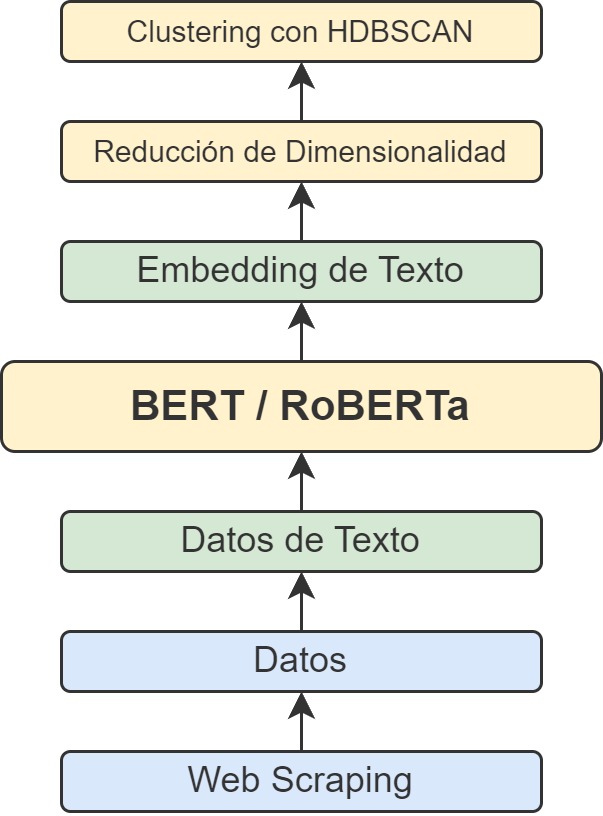 Clustering con HDBSCAN
Reducción de Dimensionalidad
Embedding de Texto
BERT / RoBERTa
Datos de Texto
Datos
Web Scraping